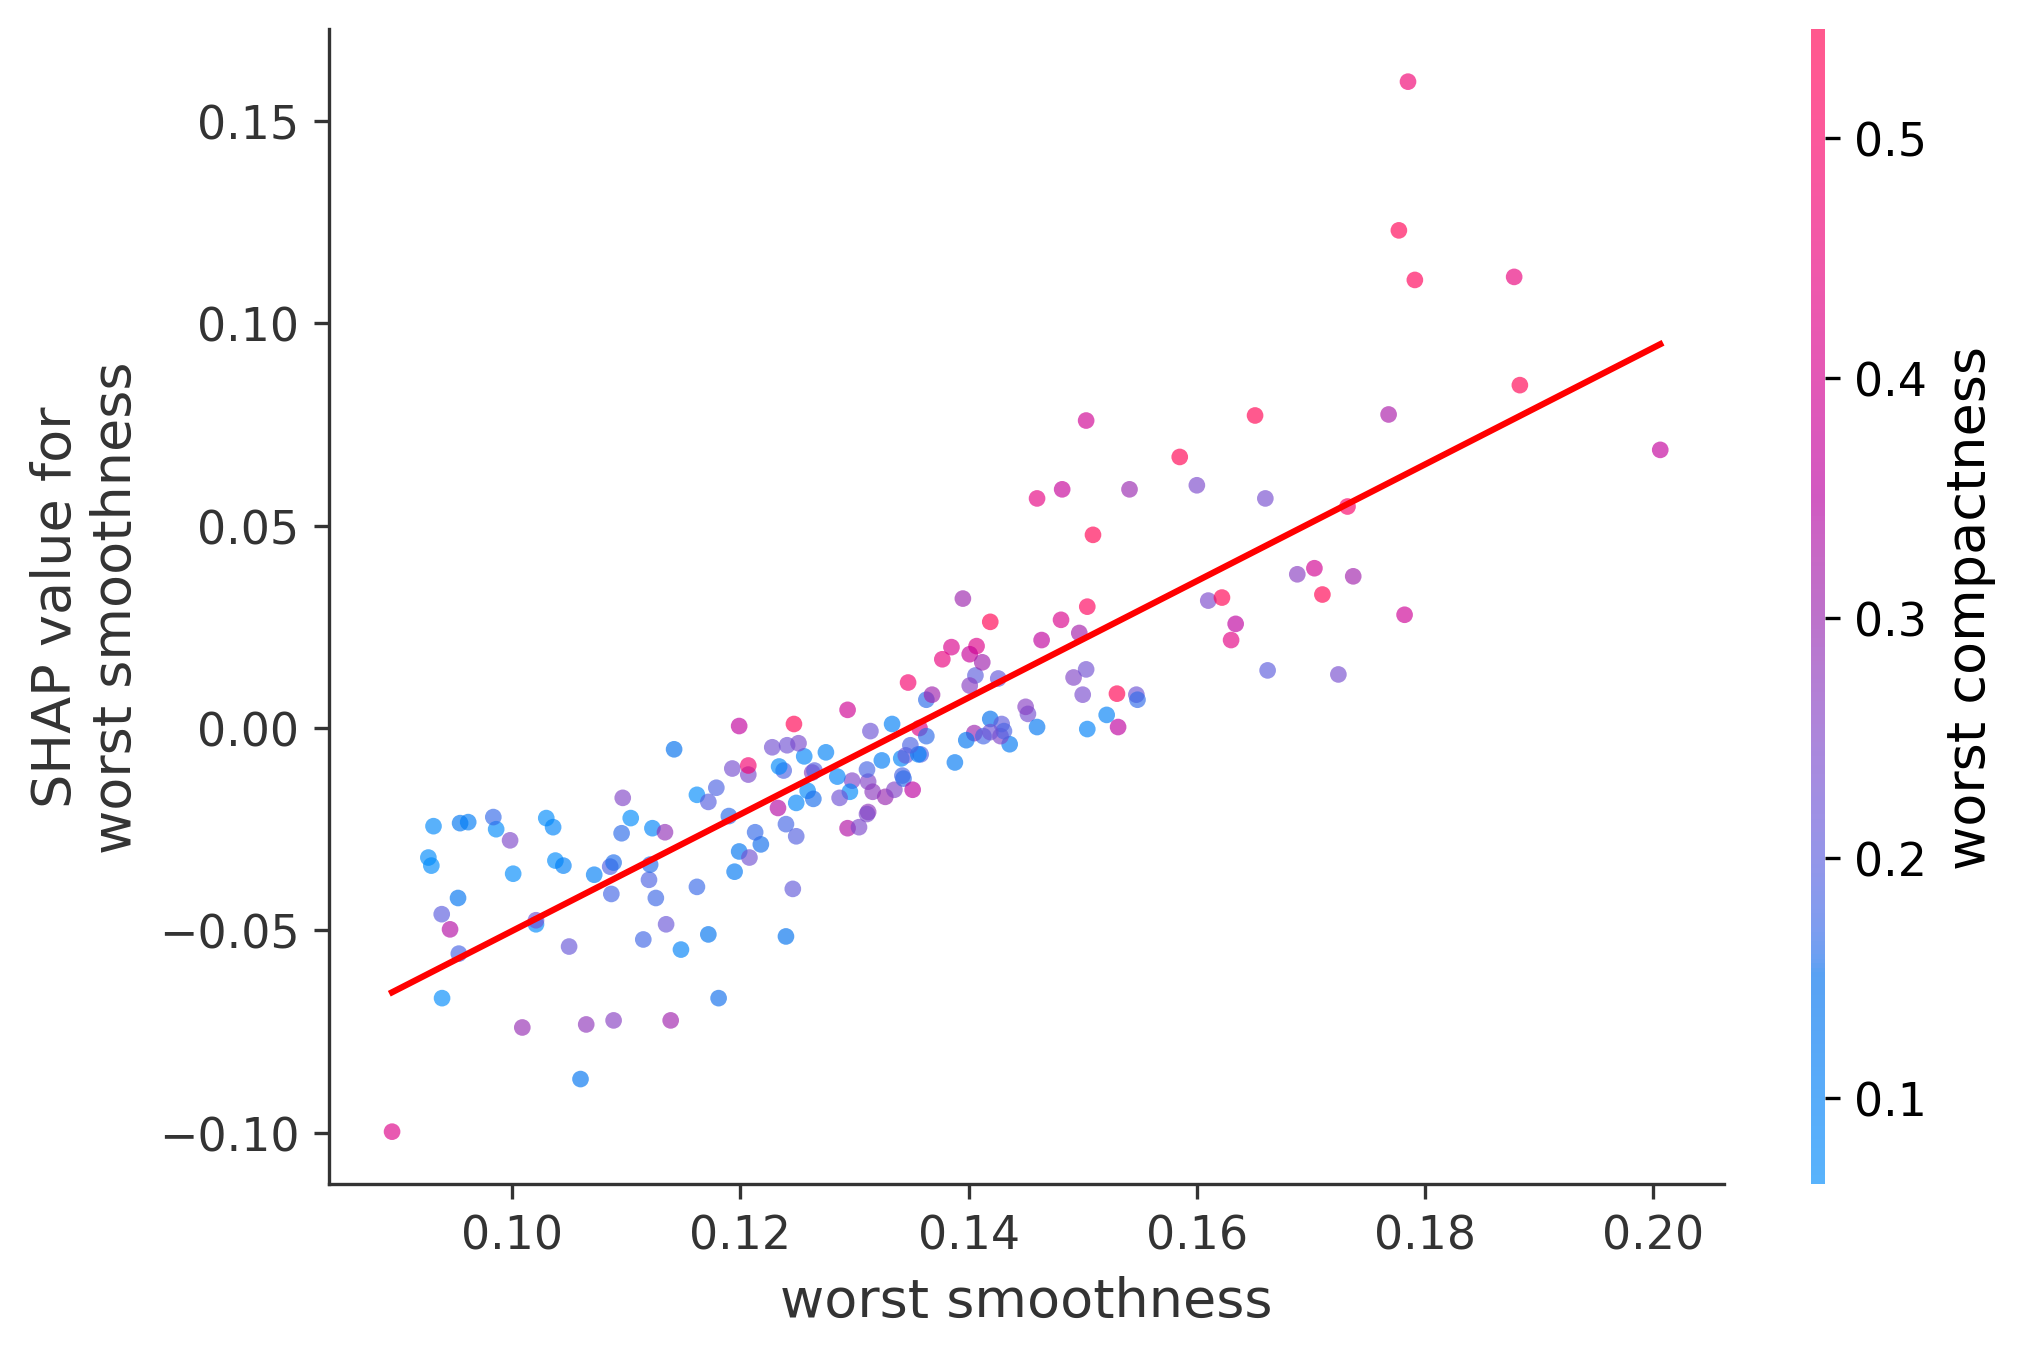 SHAP value for
worst smoothness
0.15
0.10
0.05
0.00
−0.05
−0.10
0.10 0.12 0.14 0.16 0.18 0.20
worst smoothness
0.5
0.4
0.3
0.2
0.1
worst compactness